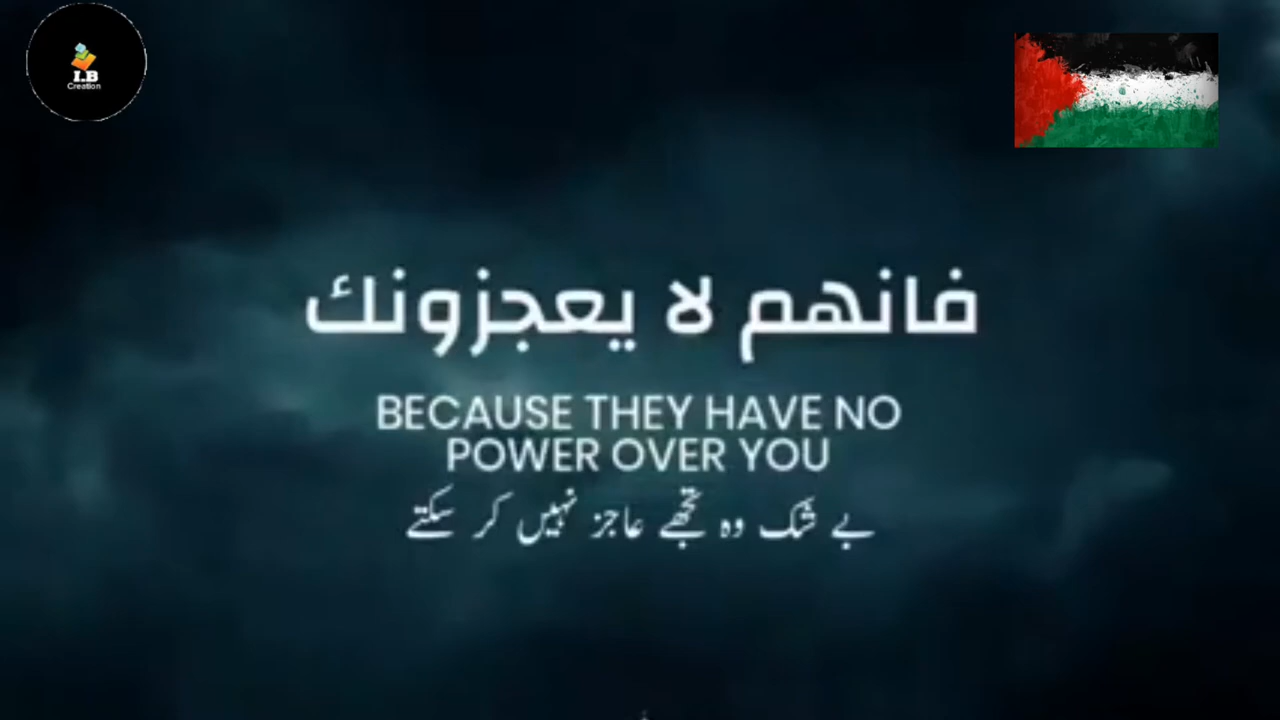 I.B
Creation
فانهم لا يعجزونك
BECAUSE THEY HAVE NO
POWER OVER YOU
بے شک وہ تجھے عاجز نہیں کر سکتے